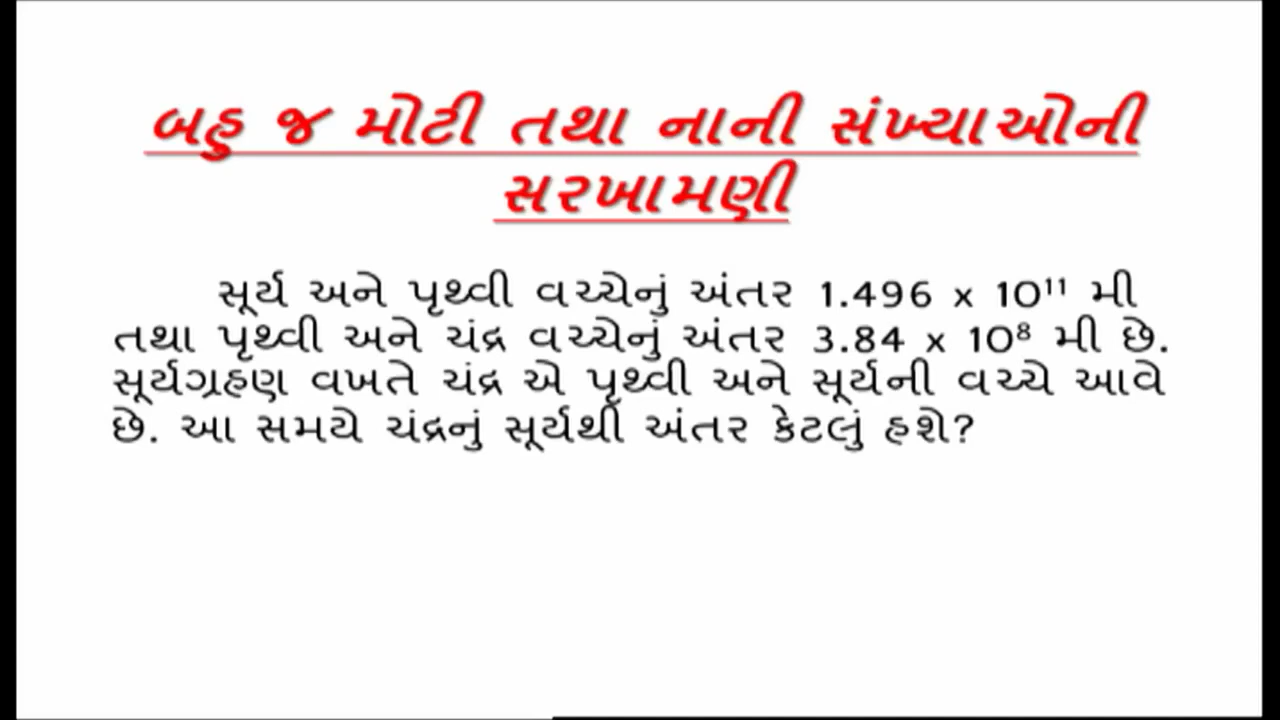 બહુ જ મોટી તથા નાની સંખ્યાઓની
સરખામણી
સૂર્ય અને પૃથ્વી વચ્ચેનું અંતર 1.496 x 10¹¹ મી
તથા પૃથ્વી અને ચંદ્ર વચ્ચેનું અંતર 3.84 x 10⁸ મી છે.
સૂર્યગ્રહણ વખતે ચંદ્ર એ પૃથ્વી અને સૂર્યની વચ્ચે આવે
છે. આ સમયે ચંદ્રનું સૂર્યથી અંતર કેટલું હશે?